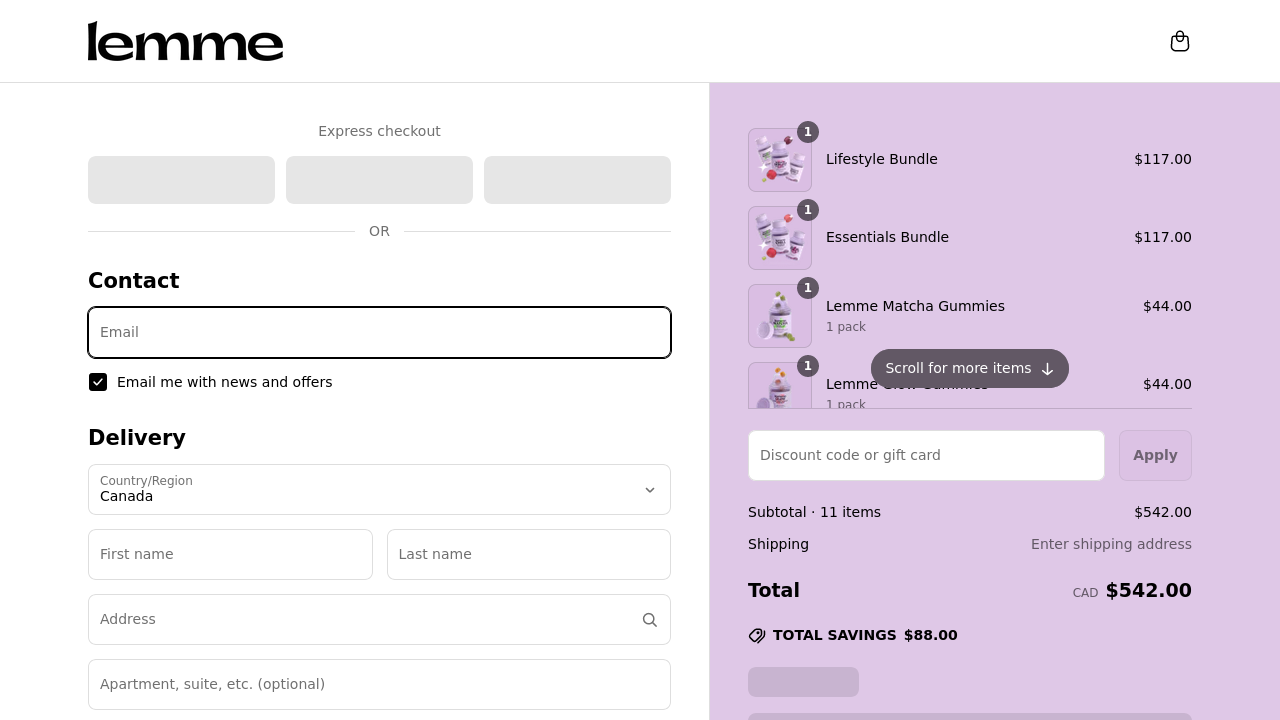 lemme
Express checkout
OR
Contact
Email
Email me with news and offers
Delivery
Country/Region
Canada
First name
Last name
Address
Apartment, suite, etc. (optional)
1
Lifestyle Bundle
$117.00
1
Essentials Bundle
$117.00
1
Lemme Matcha Gummies
1 pack
$44.00
1
Lemme Glow Gummies
1 pack
$44.00
Scroll for more items
Discount code or gift card
Apply
Subtotal · 11 items
$542.00
Shipping
Enter shipping address
Total
CAD $542.00
TOTAL SAVINGS $88.00